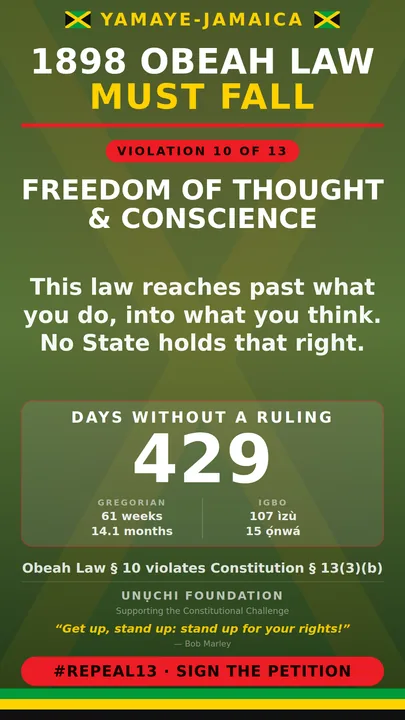 YAMAYE-JAMAICA
1898 OBEAH LAW
MUST FALL
VIOLATION 10 OF 13
FREEDOM OF THOUGHT
& CONSCIENCE
This law reaches past what
you do, into what you think.
No State holds that right.
DAYS WITHOUT A RULING
429
GREGORIAN
61 weeks
14.1 months
IGBO
107 ìzù
15 ọ́nwá
Obeah Law § 10 violates Constitution § 13(3)(b)
UNỤCHI FOUNDATION
Supporting the Constitutional Challenge
“Get up, stand up: stand up for your rights!”
— Bob Marley
#REPEAL13 · SIGN THE PETITION